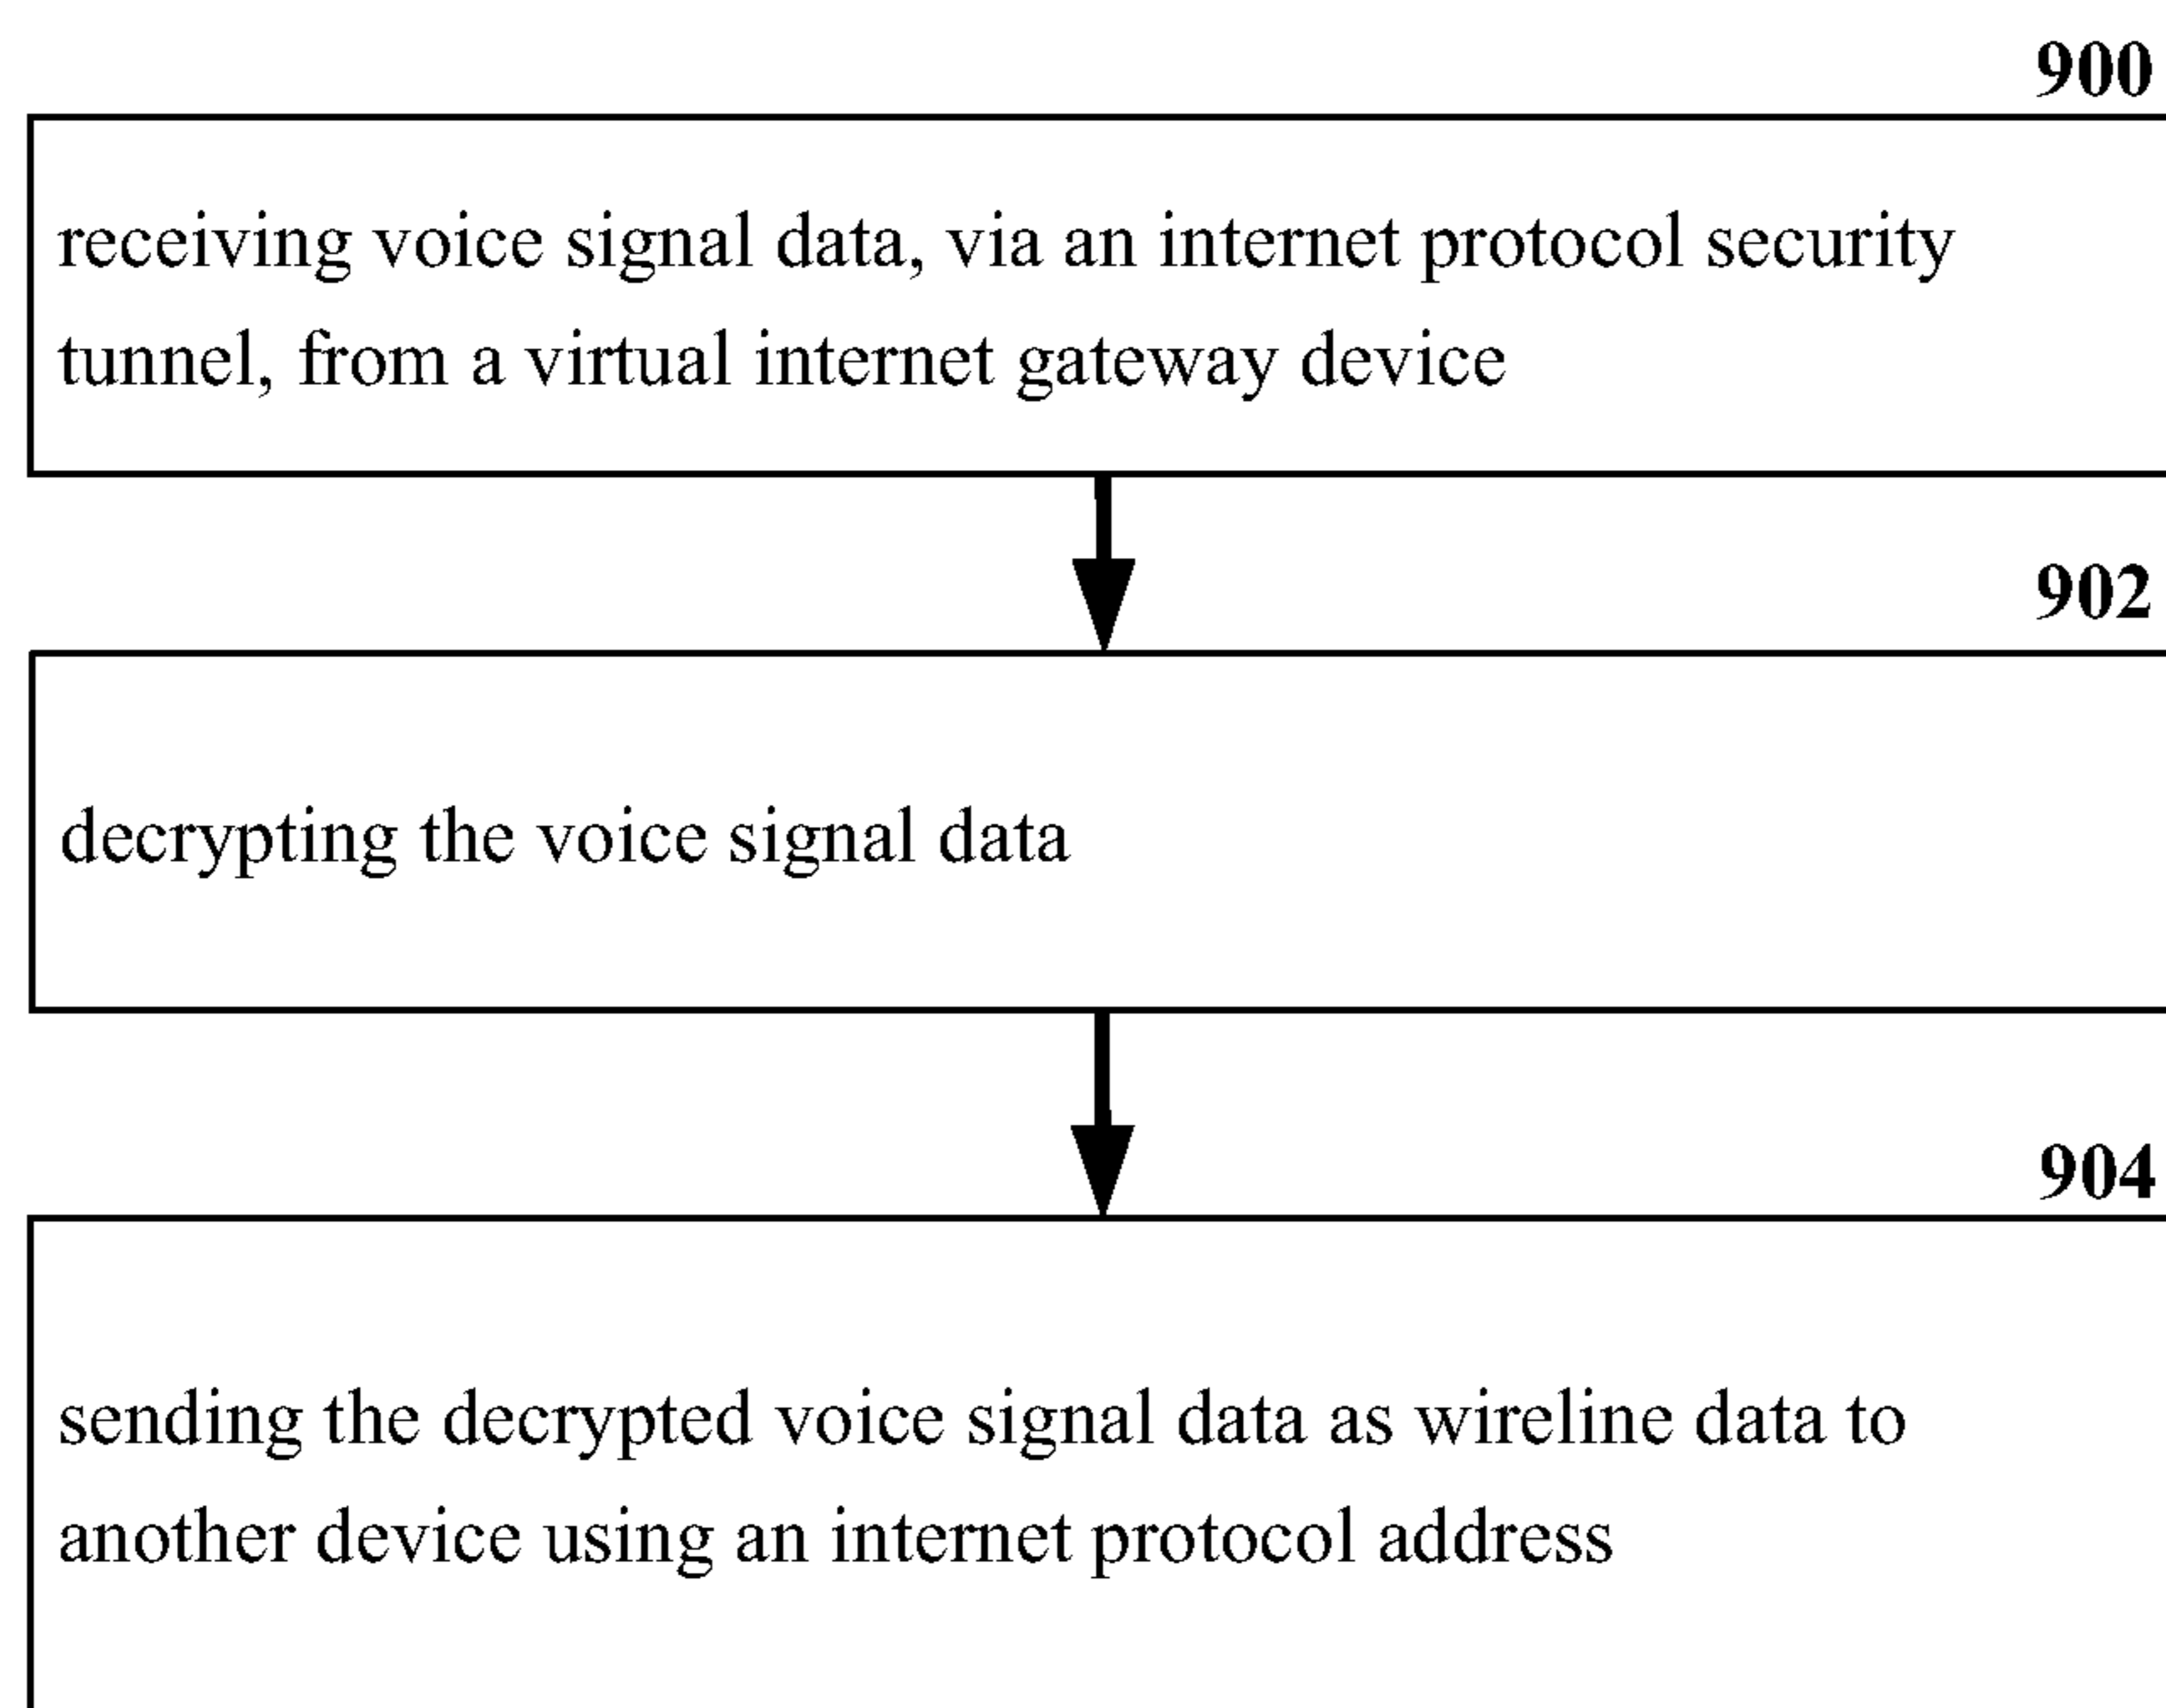 900
receiving voice signal data, via an internet protocol security
tunnel, from a virtual internet gateway device
902
decrypting the voice signal data
904
sending the decrypted voice signal data as wireline data to
another device using an internet protocol address